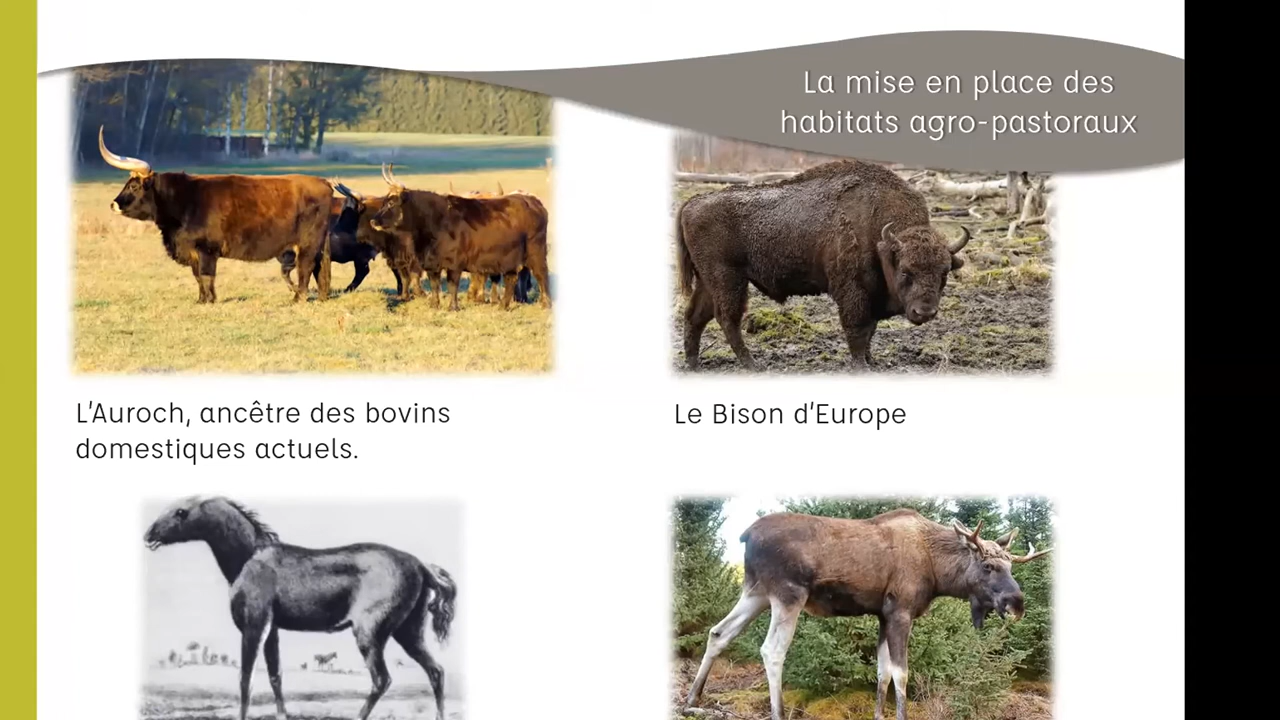 La mise en place des
habitats agro-pastoraux
L'Auroch, ancêtre des bovins
domestiques actuels.
Le Bison d'Europe